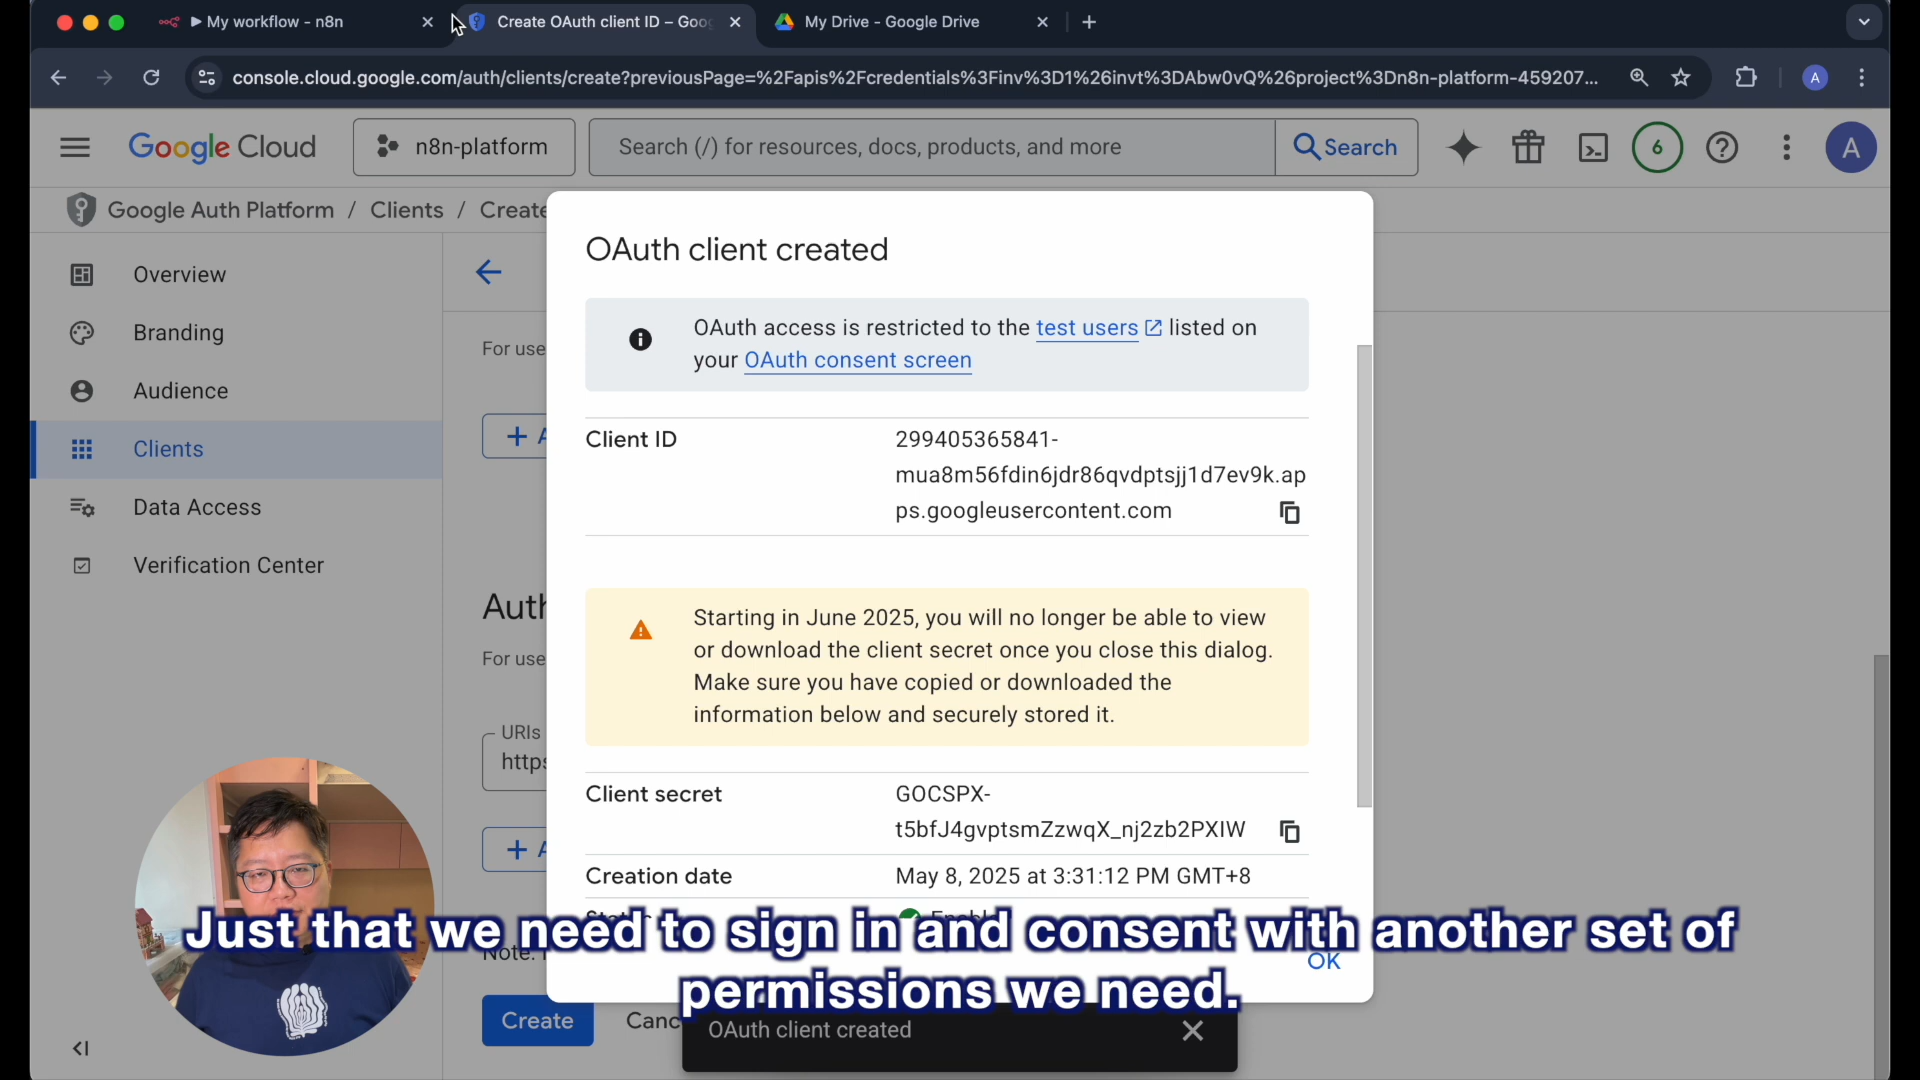 My workflow - n8n
Create OAuth client ID – Goo
My Drive - Google Drive
console.cloud.google.com/auth/clients/create?previousPage=%2Fapis%2Fcredentials%3Finv%3D1%26invt%3DAbw0vQ%26project%3Dn8n-platform-459207...
A
Google Cloud
n8n-platform
Search (/) for resources, docs, products, and more
Search
6
A
Google Auth Platform / Clients / Create
Overview
Branding
Audience
Clients
Data Access
Verification Center
For use
+ A
Auth
For use
URIs
https
+ A
Note:
Create
Canc
OAuth client created
OAuth access is restricted to the test users listed on
your OAuth consent screen
Client ID
299405365841-
mua8m56fdin6jdr86qvdptsjj1d7ev9k.ap
ps.googleusercontent.com
Starting in June 2025, you will no longer be able to view
or download the client secret once you close this dialog.
Make sure you have copied or downloaded the
information below and securely stored it.
Client secret
GOCSPX-
t5bfJ4gvptsmZzwqX_nj2zb2PXIW
Creation date
May 8, 2025 at 3:31:12 PM GMT+8
OK
Just that we need to sign in and consent with another set of
permissions we need.
OAuth client created